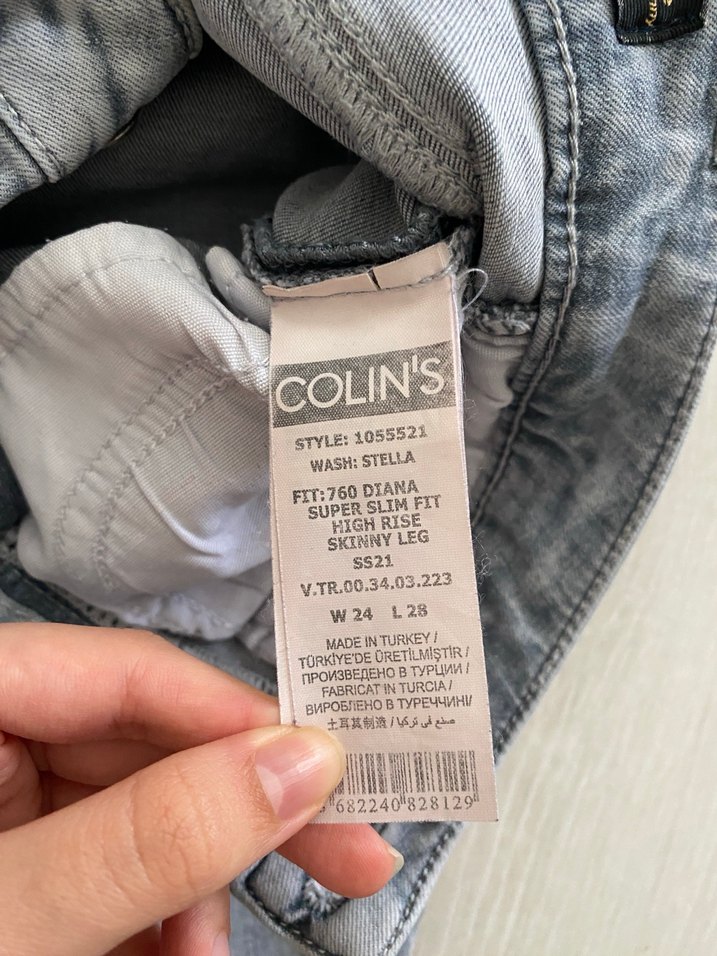 COLIN'S
STYLE: 1055521
WASH: STELLA
FIT:760 DIANA
SUPER SLIM FIT
HIGH RISE
SKINNY LEG
SS21
V.TR.00.34.03.223
W 24 L 28
MADE IN TURKEY /
TÜRKİYE'DE ÜRETİLMİŞTİR /
ПРОИЗВЕДЕНО В ТУРЦИИ /
FABRICAT IN TURCIA /
ВИРОБЛЕНО В ТУРЕЧЧИНІ/
土耳其制造 / صنع في تركيا
682240 828129